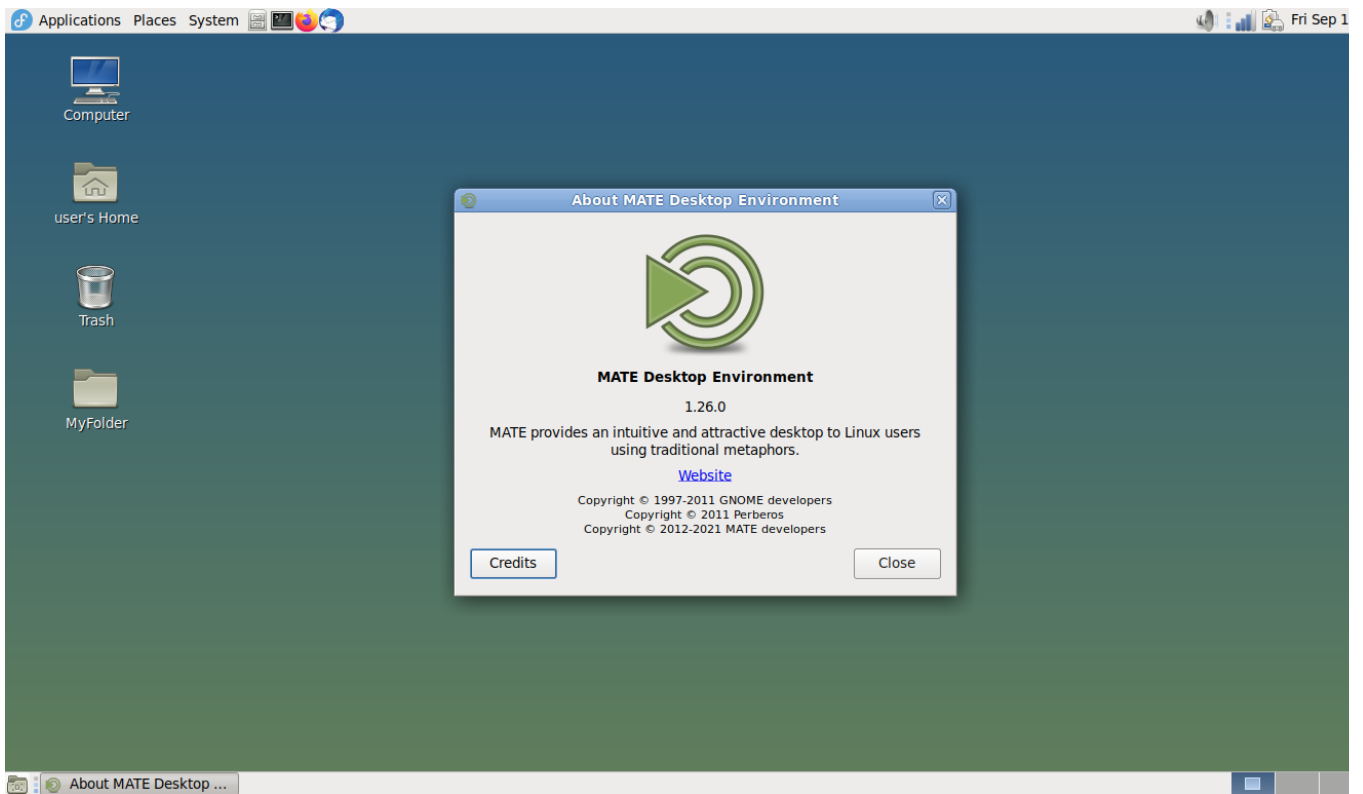 Applications Places System
Fri Sep 1
Computer
user's Home
Trash
MyFolder
About MATE Desktop Environment
MATE Desktop Environment
1.26.0
MATE provides an intuitive and attractive desktop to Linux users
using traditional metaphors.
Website
Copyright © 1997-2011 GNOME developers
Copyright © 2011 Perberos
Copyright © 2012-2021 MATE developers
Credits
Close
About MATE Desktop ...